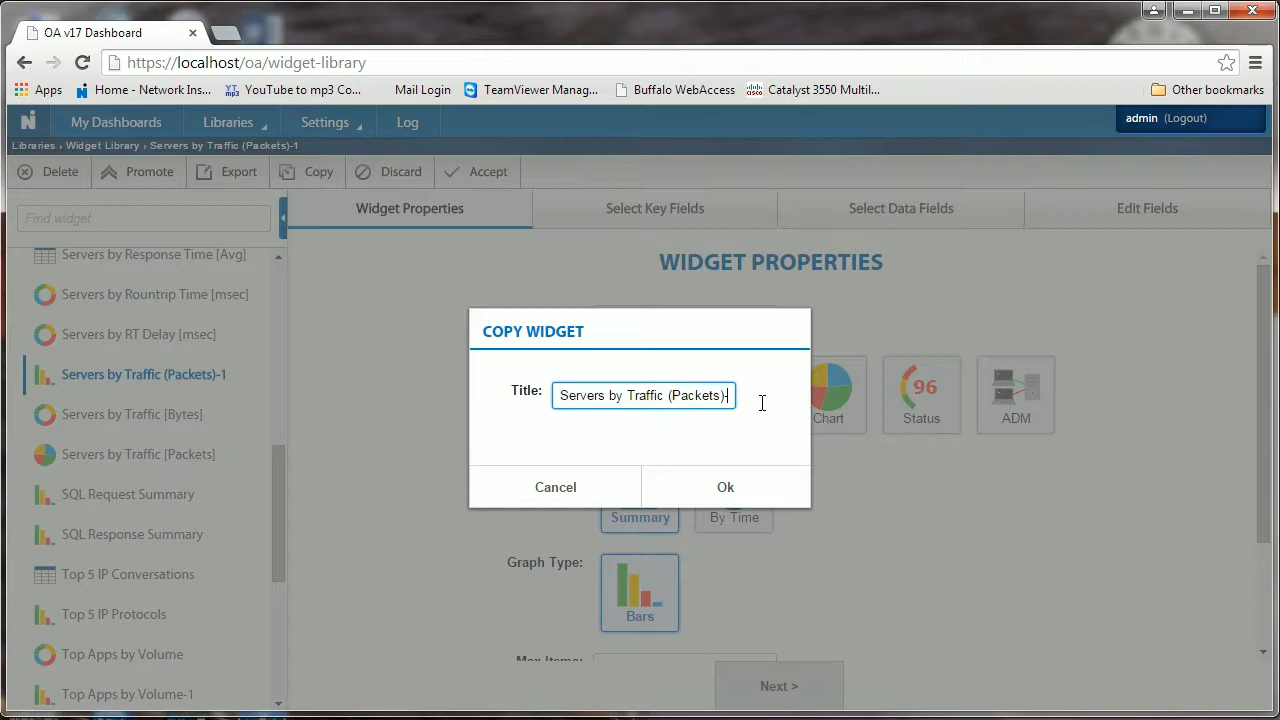 OA v17 Dashboard
https://localhost/oa/widget-library
Apps
Home - Network Ins...
YouTube to mp3 Co...
Mail Login
TeamViewer Manag...
Buffalo WebAccess
Catalyst 3550 Multil...
Other bookmarks
My Dashboards
Libraries
Settings
Log
admin (Logout)
Libraries › Widget Library › Servers by Traffic (Packets)-1
Delete
Promote
Export
Copy
Discard
Accept
Find widget
Widget Properties
Select Key Fields
Select Data Fields
Edit Fields
Servers by Response Time [Avg]
Servers by Rountrip Time [msec]
Servers by RT Delay [msec]
Servers by Traffic (Packets)-1
Servers by Traffic [Bytes]
Servers by Traffic [Packets]
SQL Request Summary
SQL Response Summary
Top 5 IP Conversations
Top 5 IP Protocols
Top Apps by Volume
Top Apps by Volume-1
WIDGET PROPERTIES
COPY WIDGET
Title:
Servers by Traffic (Packets)-
Cancel
Ok
Chart
96
Status
ADM
Summary
By Time
Graph Type:
Bars
Max Items:
Next >